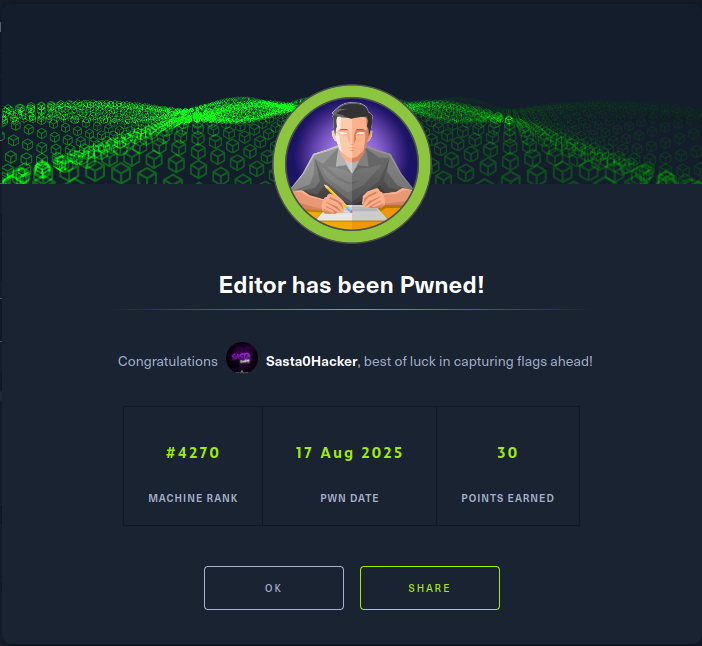 Editor has been Pwned!
Congratulations Sasta0Hacker, best of luck in capturing flags ahead!
#4270 17 Aug 2025 30
MACHINE RANK PWN DATE POINTS EARNED
OK SHARE